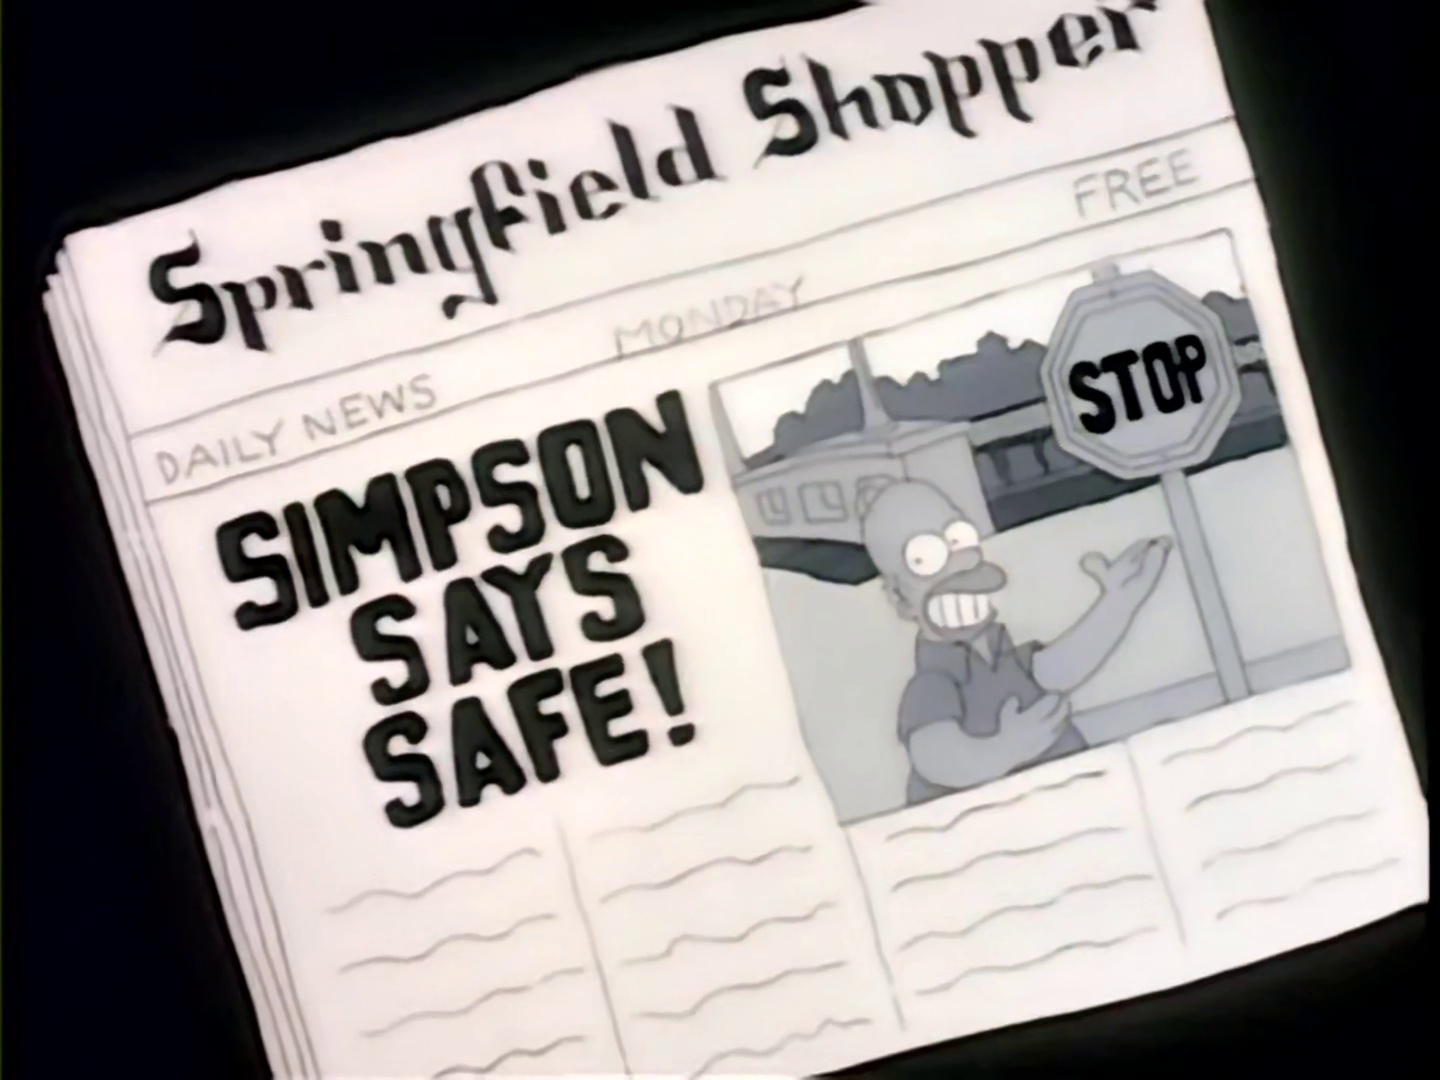 Springfield Shopper
DAILY NEWS MONDAY FREE
SIMPSON
SAYS
SAFE!
STOP